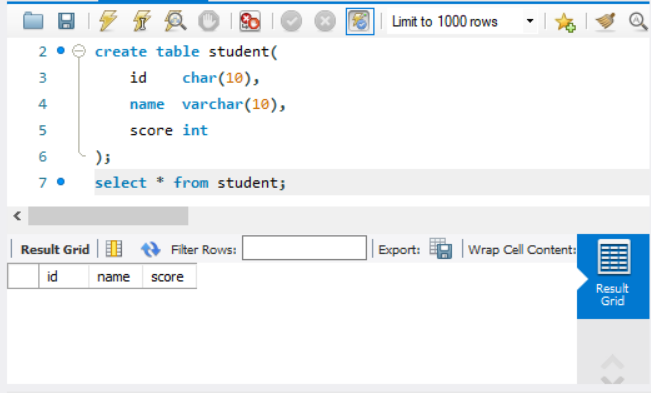 Limit to 1000 rows
2 create table student(
3 id char(10),
4 name varchar(10),
5 score int
6 );
7 select * from student;
Result Grid Filter Rows: Export: Wrap Cell Content:
id name score
Result
Grid